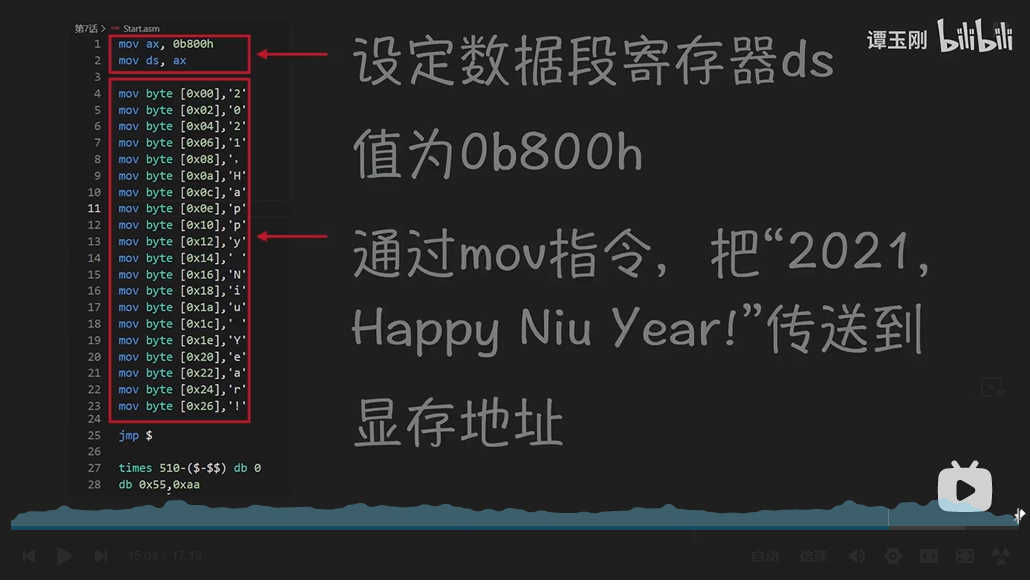 第7话 > Start.asm
谭玉刚 bilibili
1 mov ax, 0b800h
2 mov ds, ax
3
4 mov byte [0x00],'2'
5 mov byte [0x02],'0'
6 mov byte [0x04],'2'
7 mov byte [0x06],'1'
8 mov byte [0x08],'.
9 mov byte [0x0a],'H'
10 mov byte [0x0c],'a'
11 mov byte [0x0e],'p'
12 mov byte [0x10],'p'
13 mov byte [0x12],'y'
14 mov byte [0x14],' '
15 mov byte [0x16],'N'
16 mov byte [0x18],'i'
17 mov byte [0x1a],'u'
18 mov byte [0x1c],' '
19 mov byte [0x1e],'Y'
20 mov byte [0x20],'e'
21 mov byte [0x22],'a'
22 mov byte [0x24],'r'
23 mov byte [0x26],'!'
24
25 jmp $
26
27 times 510-($-$$) db 0
28 db 0x55,0xaa
设定数据段寄存器ds
值为0b800h
通过mov指令，把“2021,
Happy Niu Year!”传送到
显存地址
15:04 / 17:19
自动 倍速